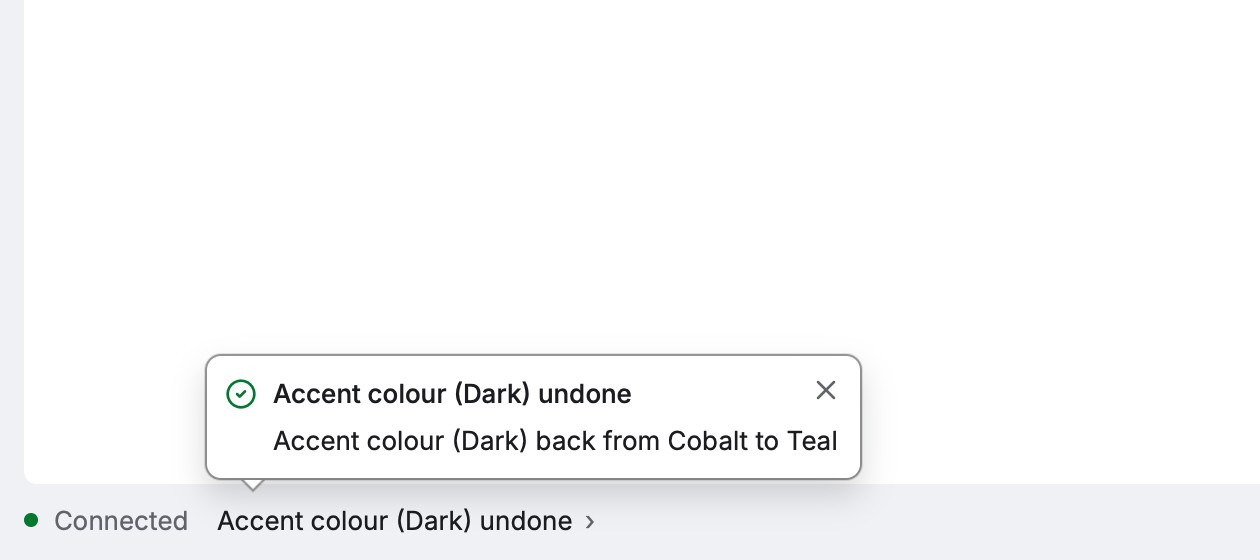 Accent colour (Dark) undone
Accent colour (Dark) back from Cobalt to Teal
Connected Accent colour (Dark) undone ›